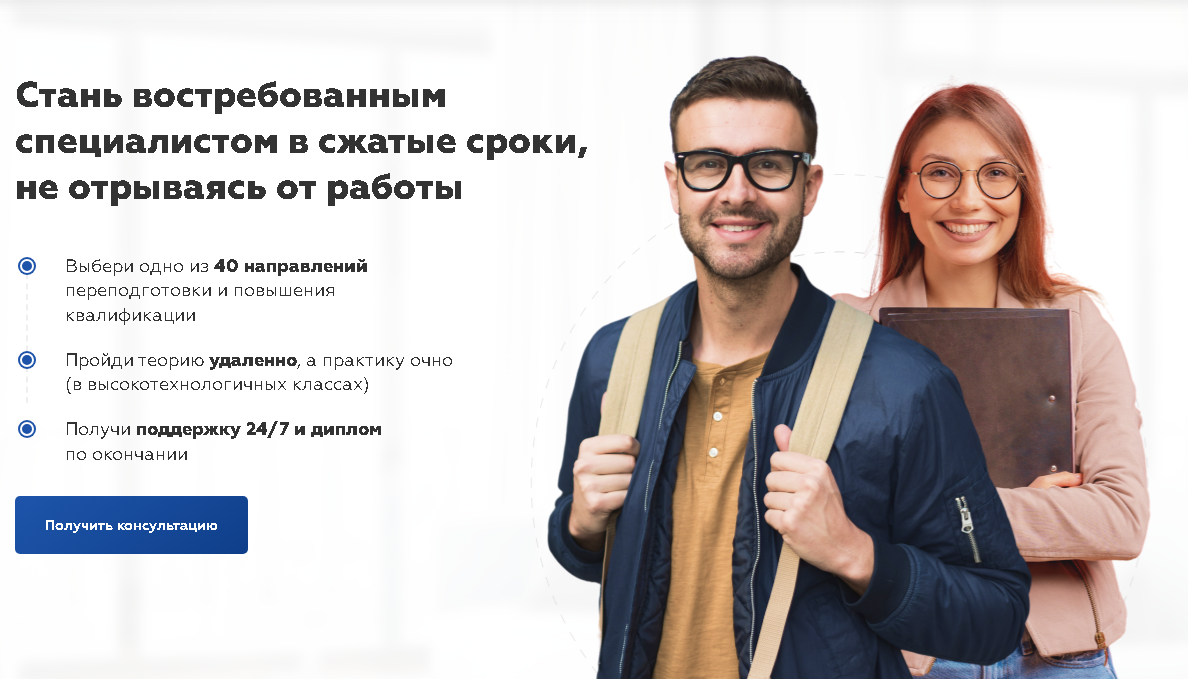 Стань востребованным
специалистом в сжатые сроки,
не отрываясь от работы
Выбери одно из 40 направлений
переподготовки и повышения
квалификации
Пройди теорию удаленно, а практику очно
(в высокотехнологичных классах)
Получи поддержку 24/7 и диплом
по окончании
Получить консультацию